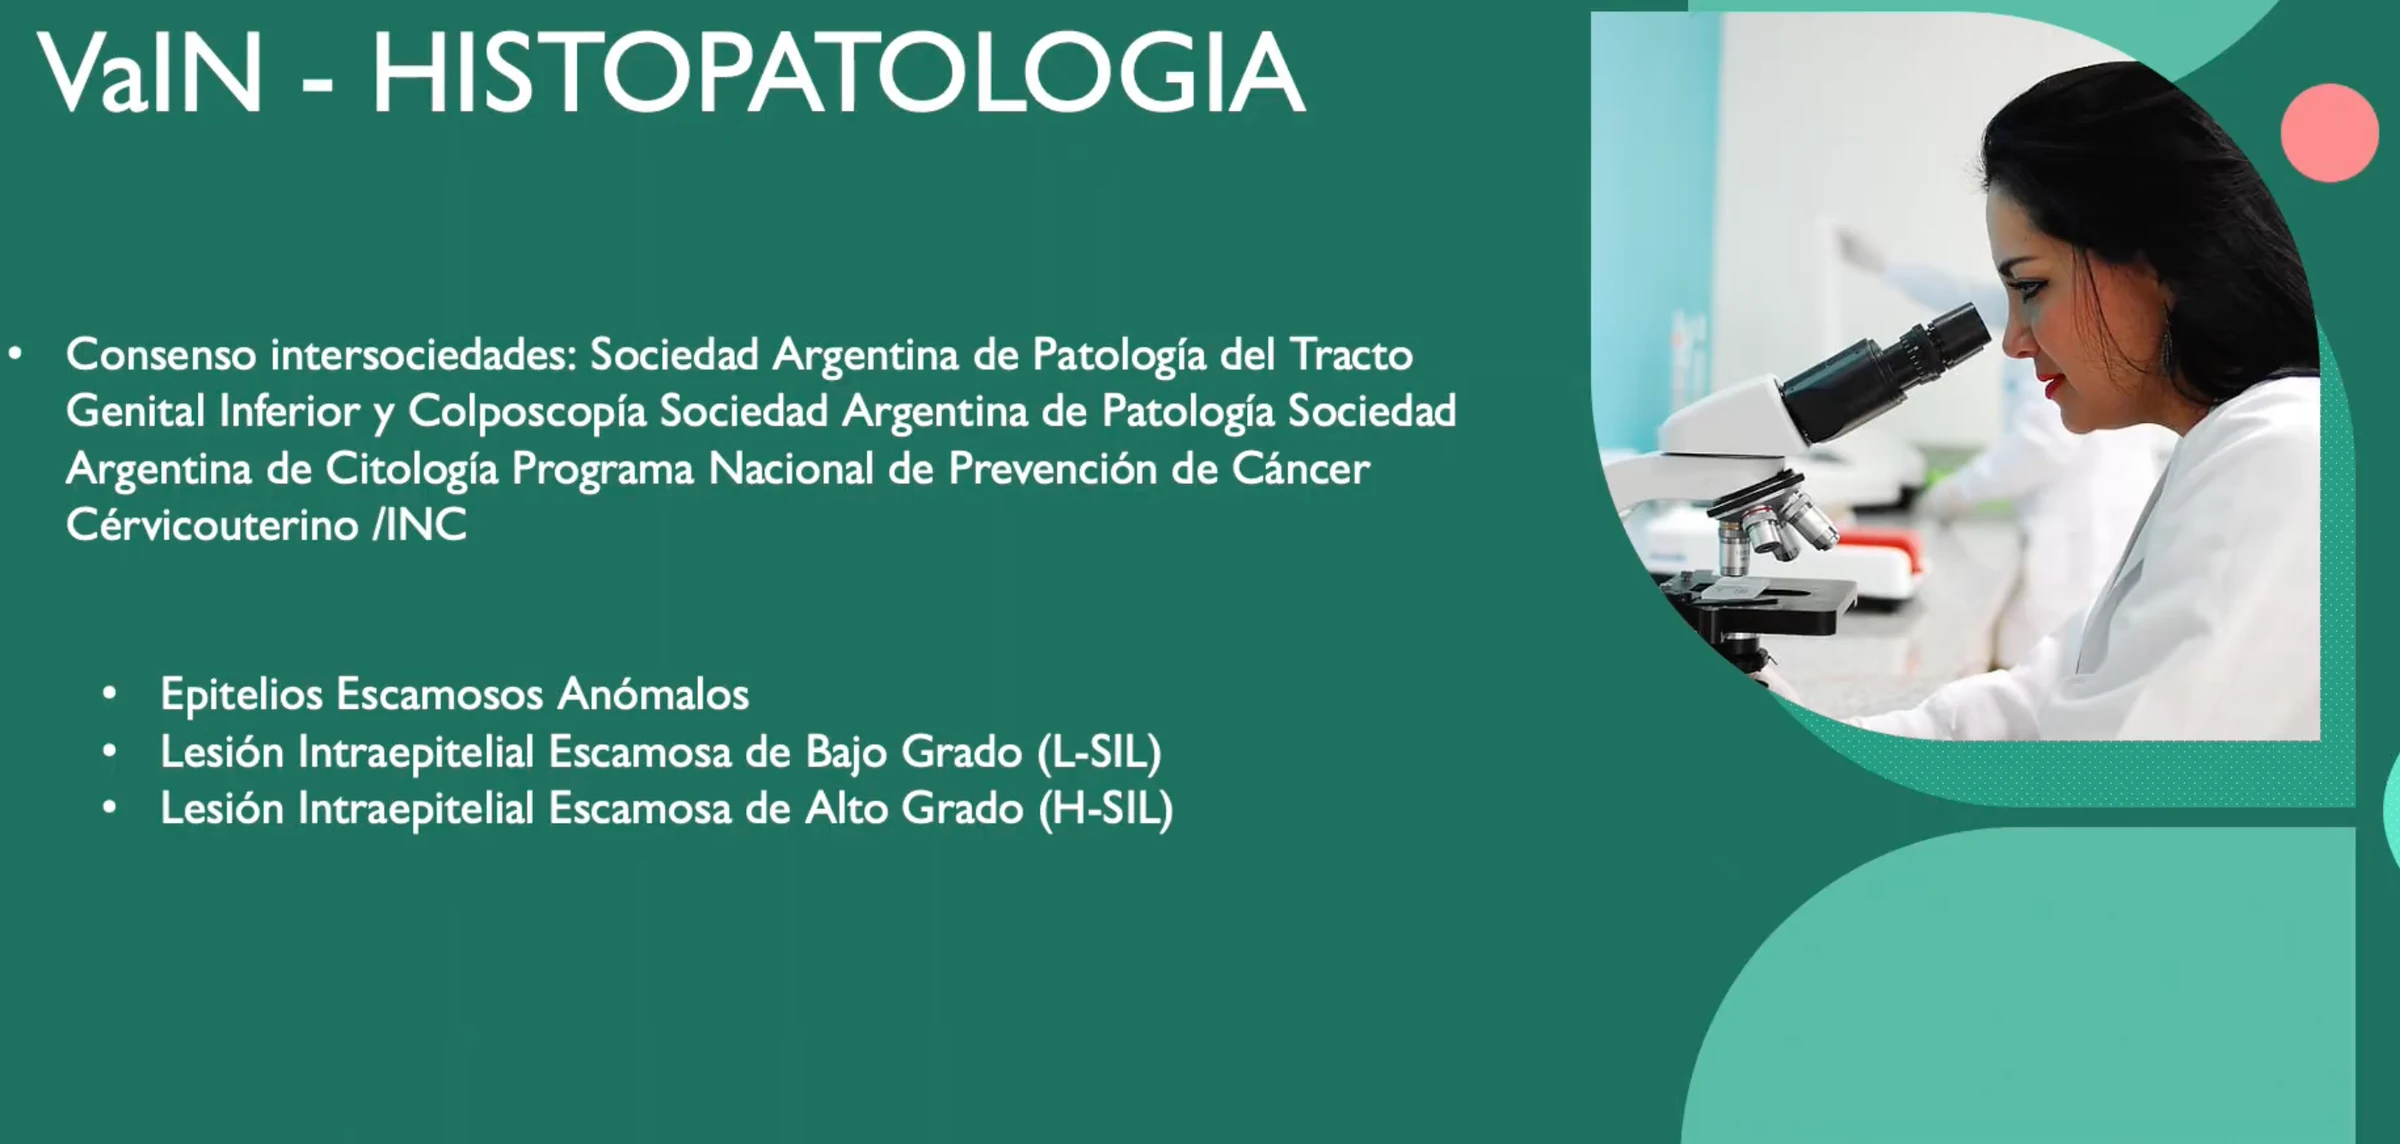 VaIN - HISTOPATOLOGIA
• Consenso intersociedades: Sociedad Argentina de Patología del Tracto
Genital Inferior y Colposcopía Sociedad Argentina de Patología Sociedad
Argentina de Citología Programa Nacional de Prevención de Cáncer
Cérvicouterino /INC
• Epitelios Escamosos Anómalos
• Lesión Intraepitelial Escamosa de Bajo Grado (L-SIL)
• Lesión Intraepitelial Escamosa de Alto Grado (H-SIL)